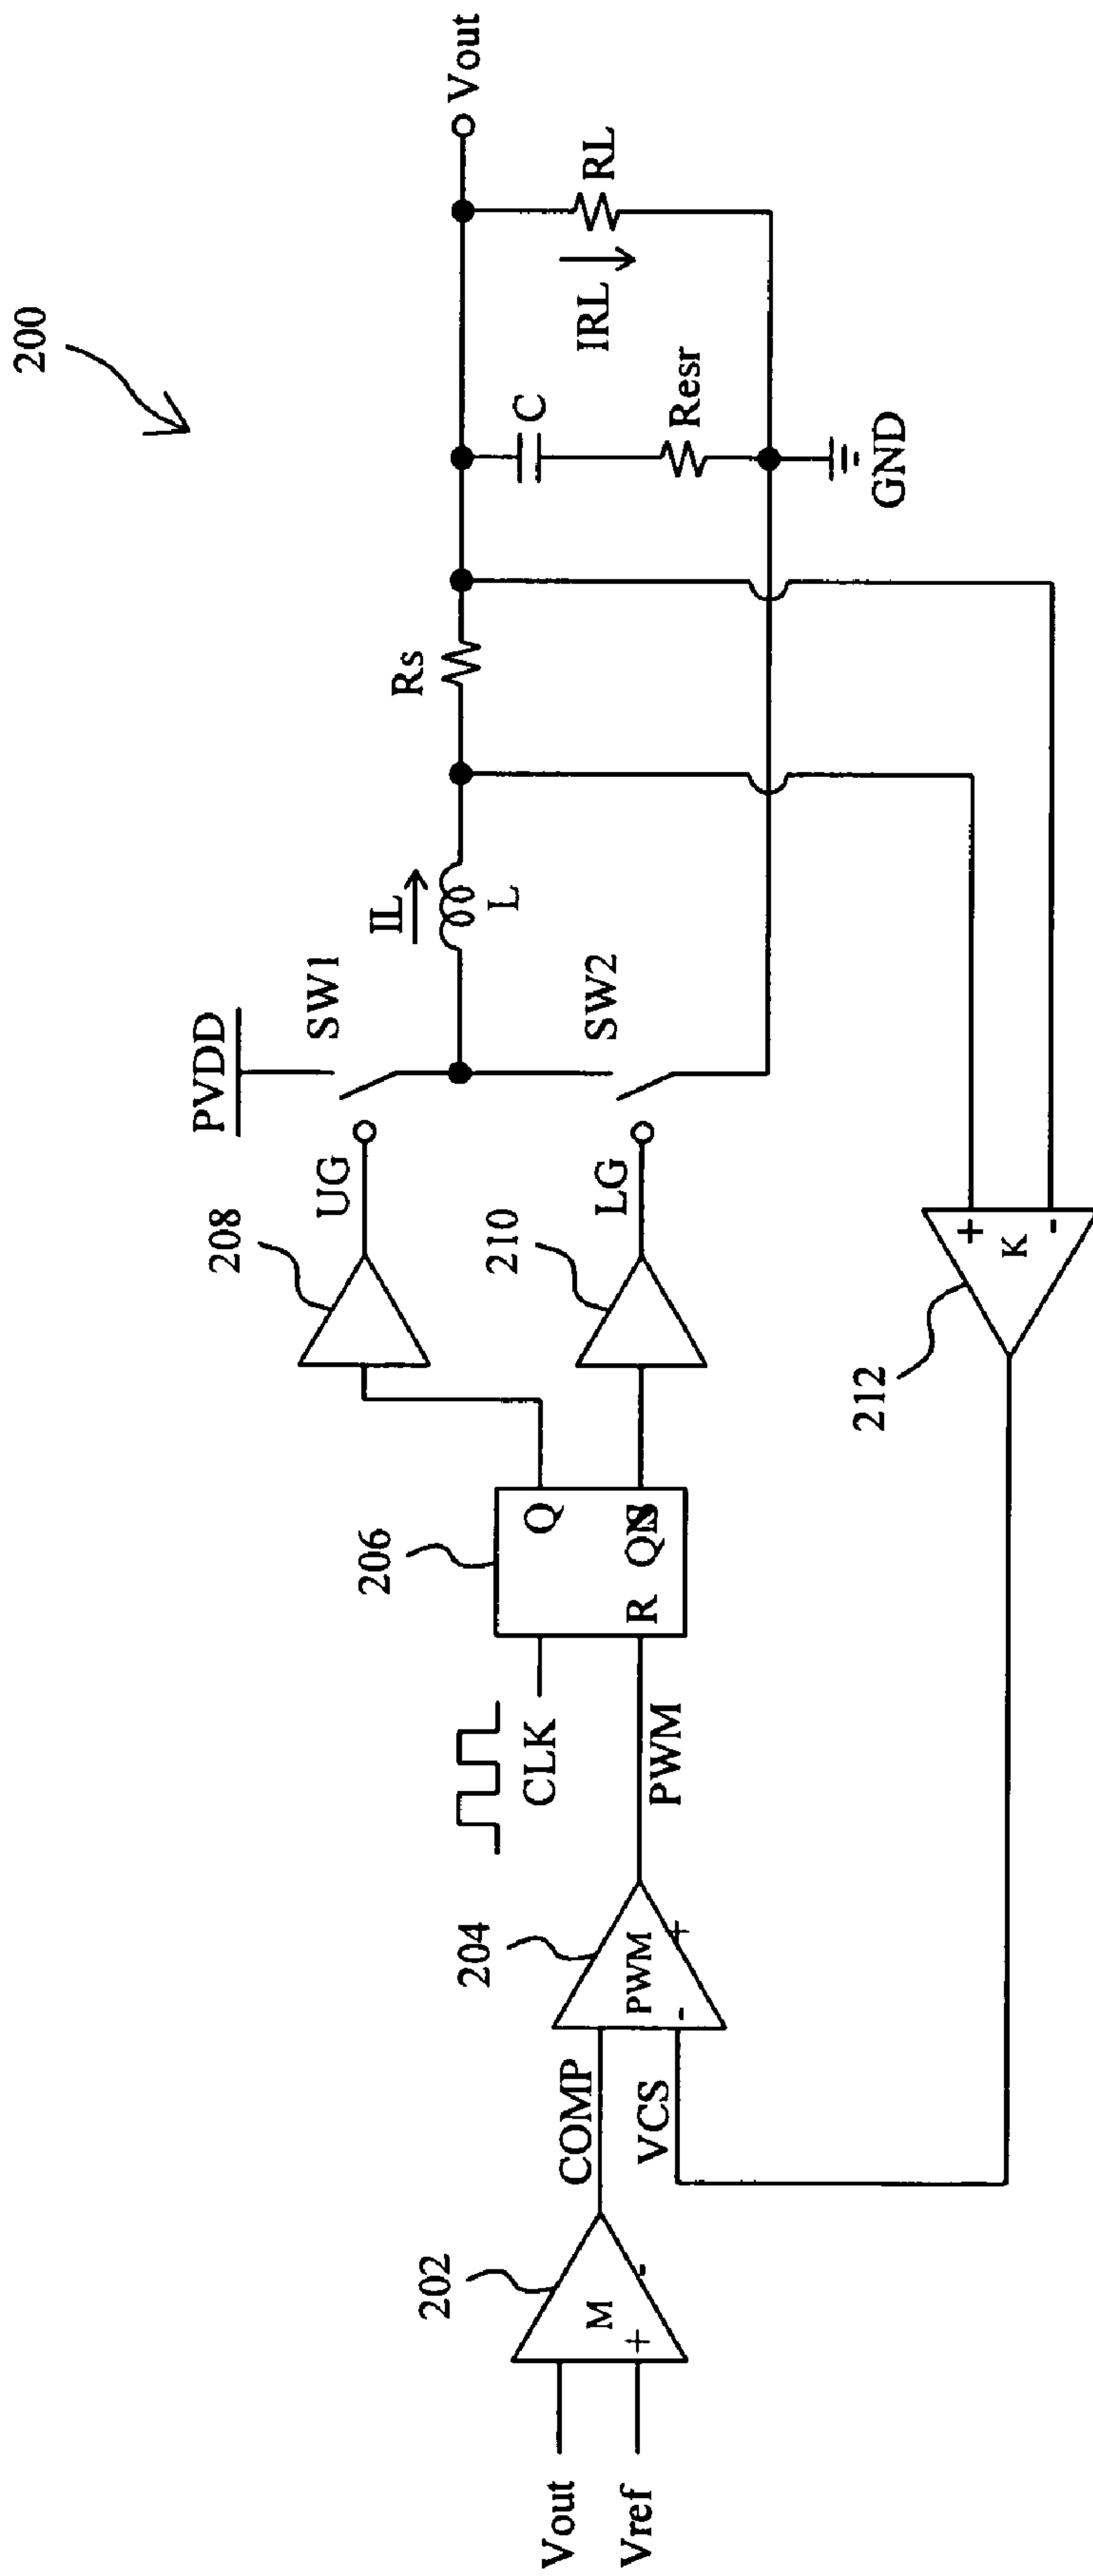 200
PVDD
SW1
UG
208
IL
L
Rs
C
Resr
IRL
RL
Vout
GND
SW2
LG
210
206
Q
R
CLK
PWM
204
PWM
+
-
COMP
VCS
202
M
-
+
Vout
Vref
212
+
K
-